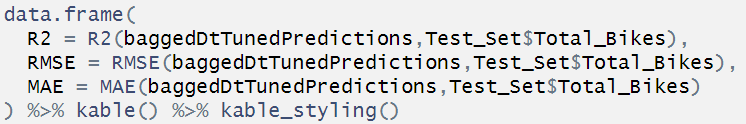 data.frame(
  R2 = R2(baggedDtTunedPredictions,Test_Set$Total_Bikes),
  RMSE = RMSE(baggedDtTunedPredictions,Test_Set$Total_Bikes),
  MAE = MAE(baggedDtTunedPredictions,Test_Set$Total_Bikes)
) %>% kable() %>% kable_styling()